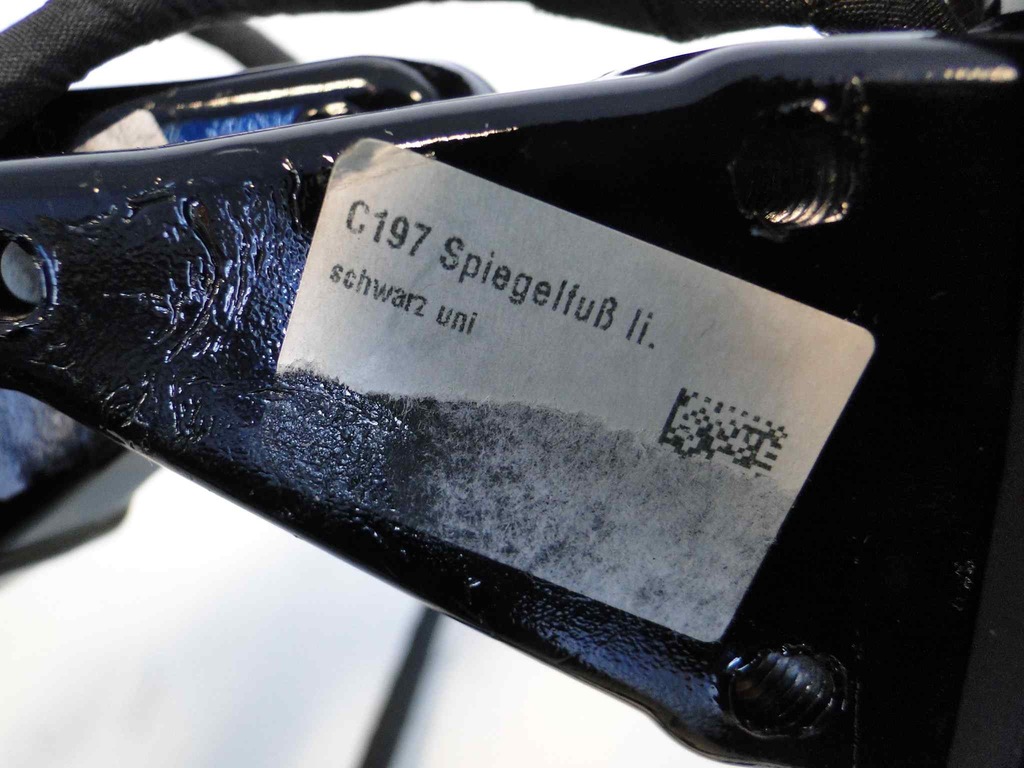 C197 Spiegelfuß li.
schwarz uni